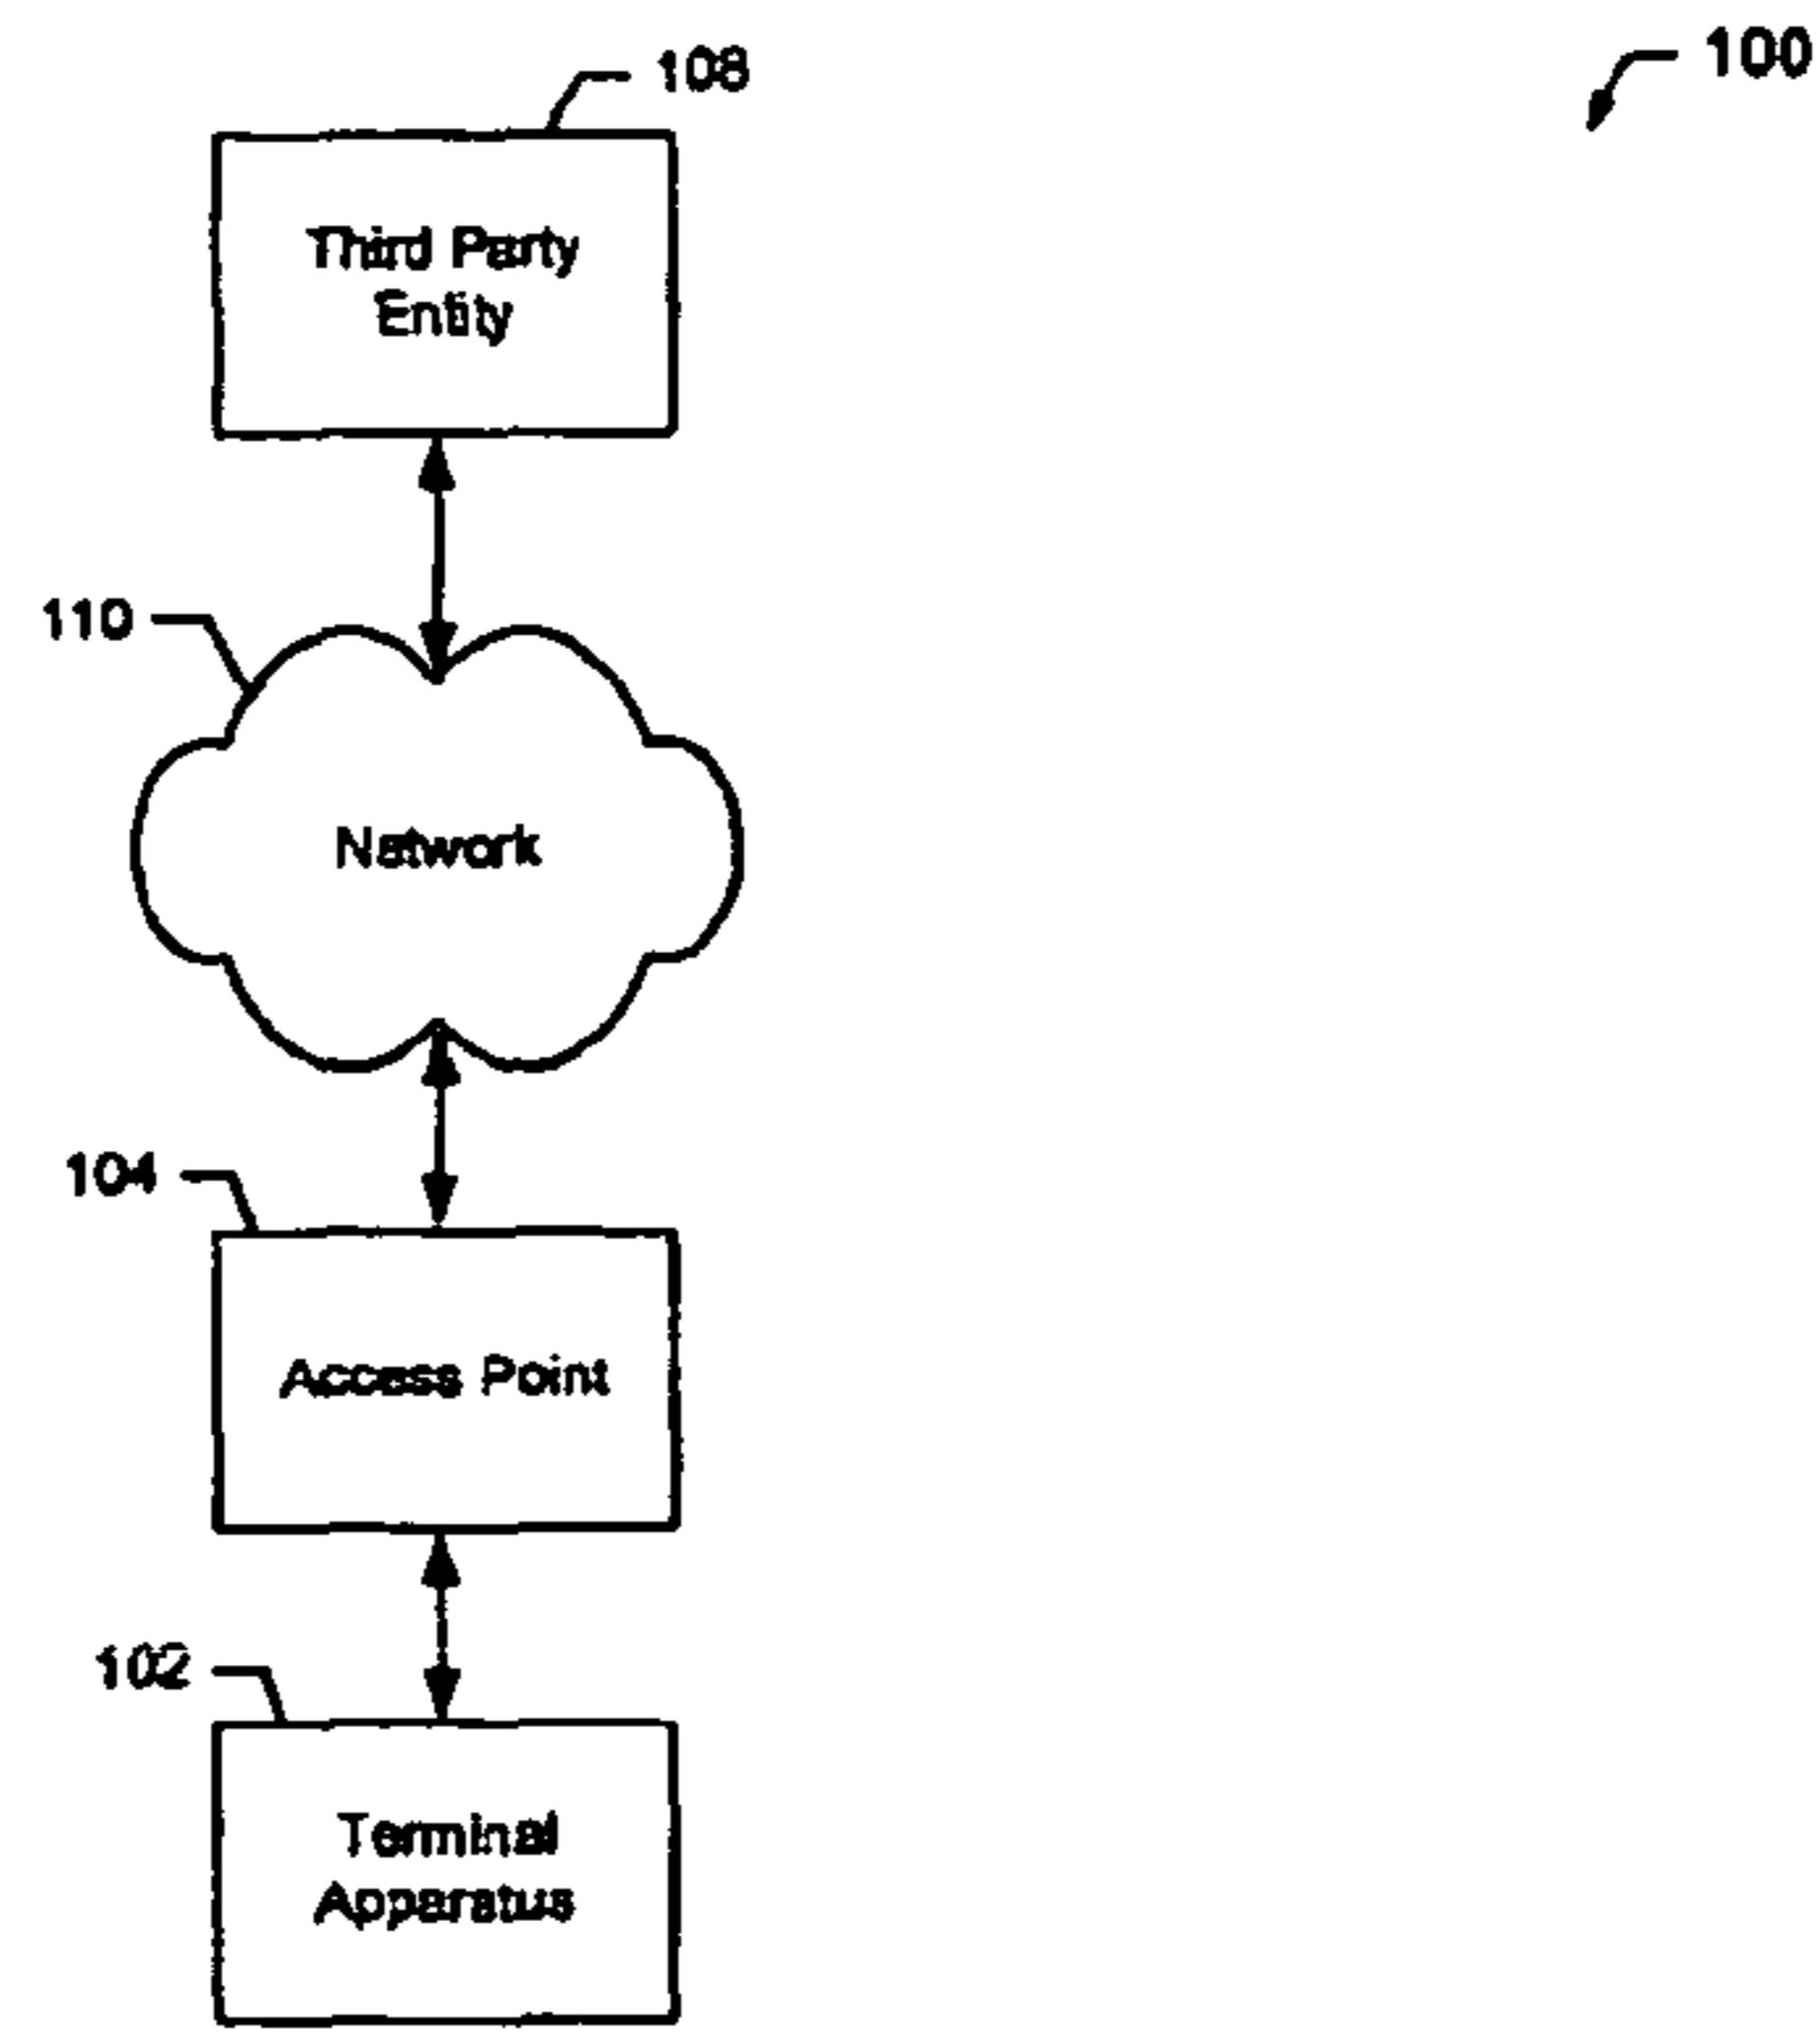 108
100
Third Party
Entity
110
Network
104
Access Point
102
Terminal
Apparatus